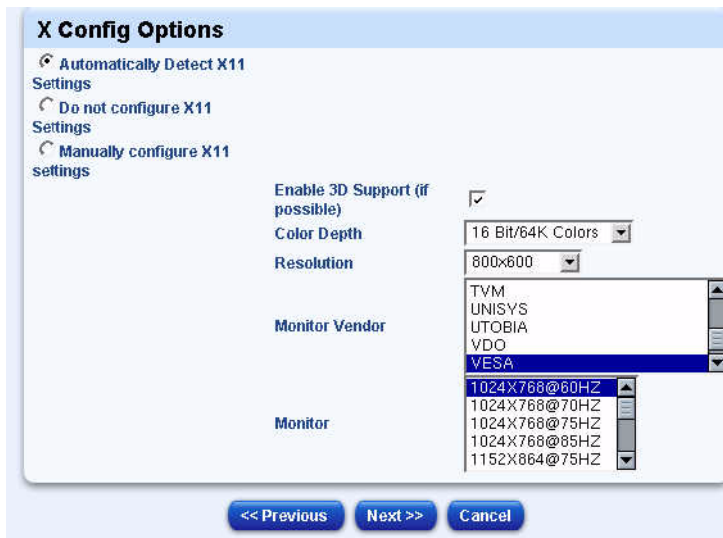 X Config Options
Automatically Detect X11
Settings
Do not configure X11
Settings
Manually configure X11
settings
Enable 3D Support (if
possible)
Color Depth
16 Bit/64K Colors
Resolution
800x600
Monitor Vendor
TVM
UNISYS
UTOBIA
VDO
VESA
Monitor
1024X768@60HZ
1024X768@70HZ
1024X768@75HZ
1024X768@85HZ
1152X864@75HZ
<< Previous
Next >>
Cancel